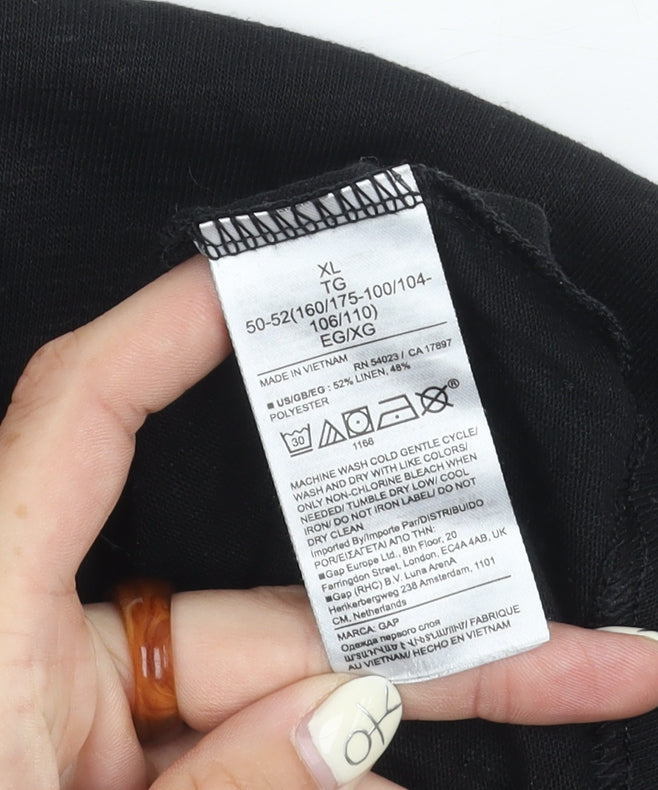 XL
TG
50-52(160/175-100/104-
106/110)
EG/XG
MADE IN VIETNAM RN 54023 / CA 17897
■ US/GB/EG : 52% LINEN, 48%
POLYESTER
30
1166
MACHINE WASH COLD GENTLE CYCLE/
WASH AND DRY WITH LIKE COLORS/
ONLY NON-CHLORINE BLEACH WHEN
NEEDED/ TUMBLE DRY LOW/ COOL
IRON/ DO NOT IRON LABEL/ DO NOT
DRY CLEAN
Imported By/Importe Par/DISTRIBUIDO
POR/ΕΙΣΑΓΕΤΑΙ ΑΠΟ ΤΗΝ:
■Gap Europe Ltd., 8th Floor, 20
Farringdon Street, London, EC4A 4AB, UK
■Gap (RHC) B.V. Luna ArenA
Herikerbergweg 238 Amsterdam, 1101
CM, Netherlands
MARCA: GAP
Одежда первого слоя
FABRIQUE
AU VIETNAM/ HECHO EN VIETNAM
OK